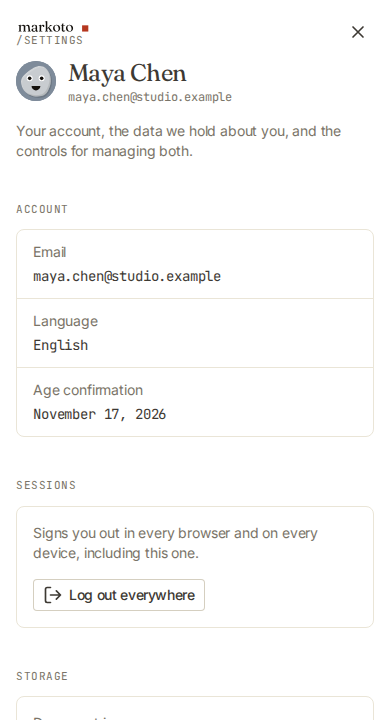 markoto
/SETTINGS
Maya Chen
maya.chen@studio.example
Your account, the data we hold about you, and the
controls for managing both.
ACCOUNT
Email
maya.chen@studio.example
Language
English
Age confirmation
November 17, 2026
SESSIONS
Signs you out in every browser and on every
device, including this one.
Log out everywhere
STORAGE